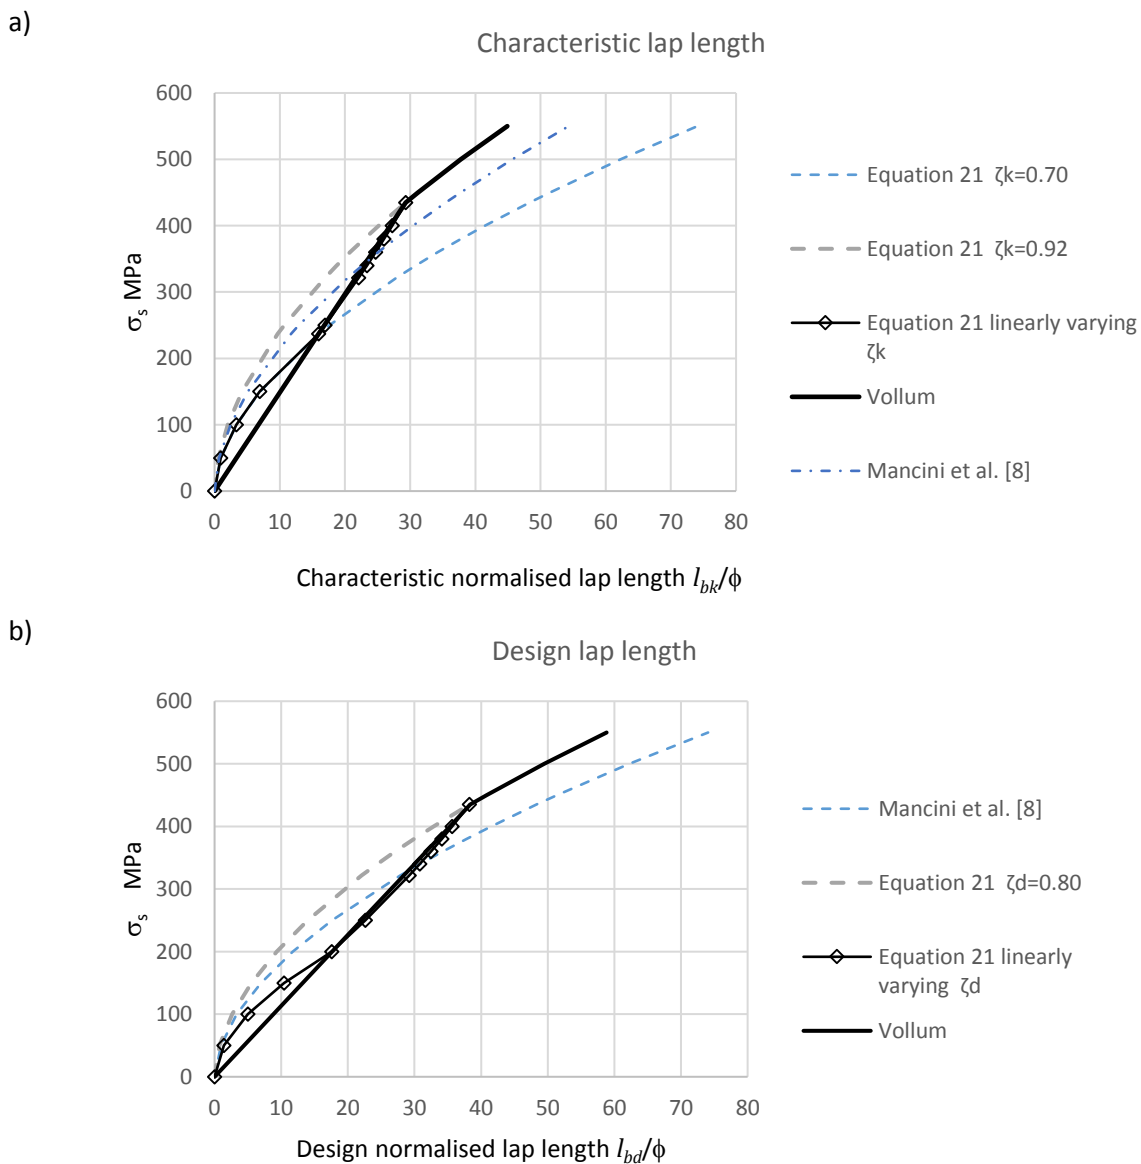 a)
Characteristic lap length
600
500
400
300
200
100
0
σs MPa
0 10 20 30 40 50 60 70 80
Characteristic normalised lap length lbk/ϕ
Equation 21 ζk=0.70
Equation 21 ζk=0.92
Equation 21 linearly varying
ζk
Vollum
Mancini et al. [8]
b)
Design lap length
600
500
400
300
200
100
0
σs MPa
0 10 20 30 40 50 60 70 80
Design normalised lap length lbd/ϕ
Mancini et al. [8]
Equation 21 ζd=0.80
Equation 21 linearly
varying ζd
Vollum